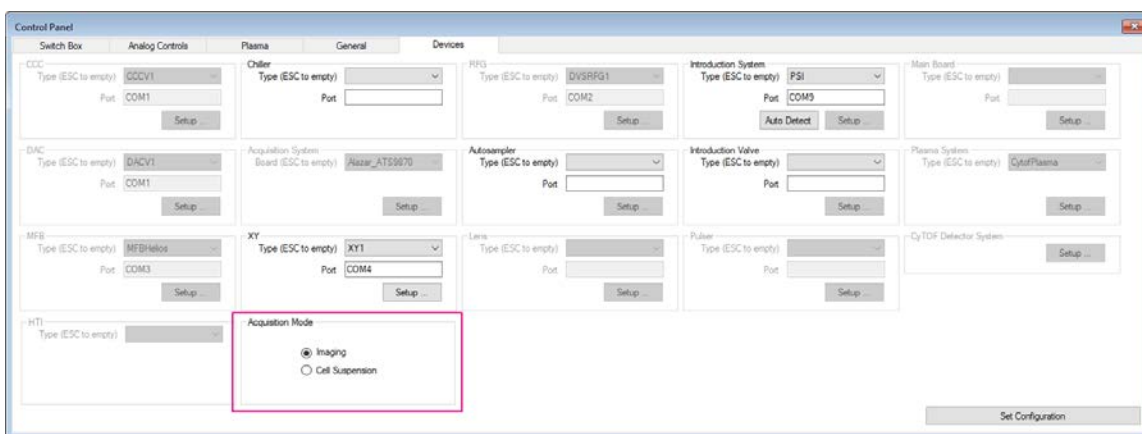 Control Panel
Switch Box Analog Controls Plasma General Devices
CCC
Type (ESC to empty) CCCV1
Port COM1
Setup ...
Chiller
Type (ESC to empty)
Port
RFG
Type (ESC to empty) DVSRFG1
Port COM2
Setup ...
Introduction System
Type (ESC to empty) PSI
Port COM9
Auto Detect Setup ...
Main Board
Type (ESC to empty)
Port
Setup ...
DAC
Type (ESC to empty) DACV1
Port COM1
Setup ...
Acquisition System
Board (ESC to empty) Alazar_ATS9870
Setup ...
Autosampler
Type (ESC to empty)
Port
Setup ...
Introduction Valve
Type (ESC to empty)
Port
Setup ...
Plasma System
Type (ESC to empty) CytofPlasma
Setup ...
MFB
Type (ESC to empty) MFBHelios
Port COM3
Setup ...
XY
Type (ESC to empty) XY1
Port COM4
Setup ...
Lens
Type (ESC to empty)
Port
Setup ...
Pulser
Type (ESC to empty)
Port
Setup ...
CyTOF Detector System
Setup ...
HTI
Type (ESC to empty)
Acquisition Mode
Imaging
Cell Suspension
Set Configuration